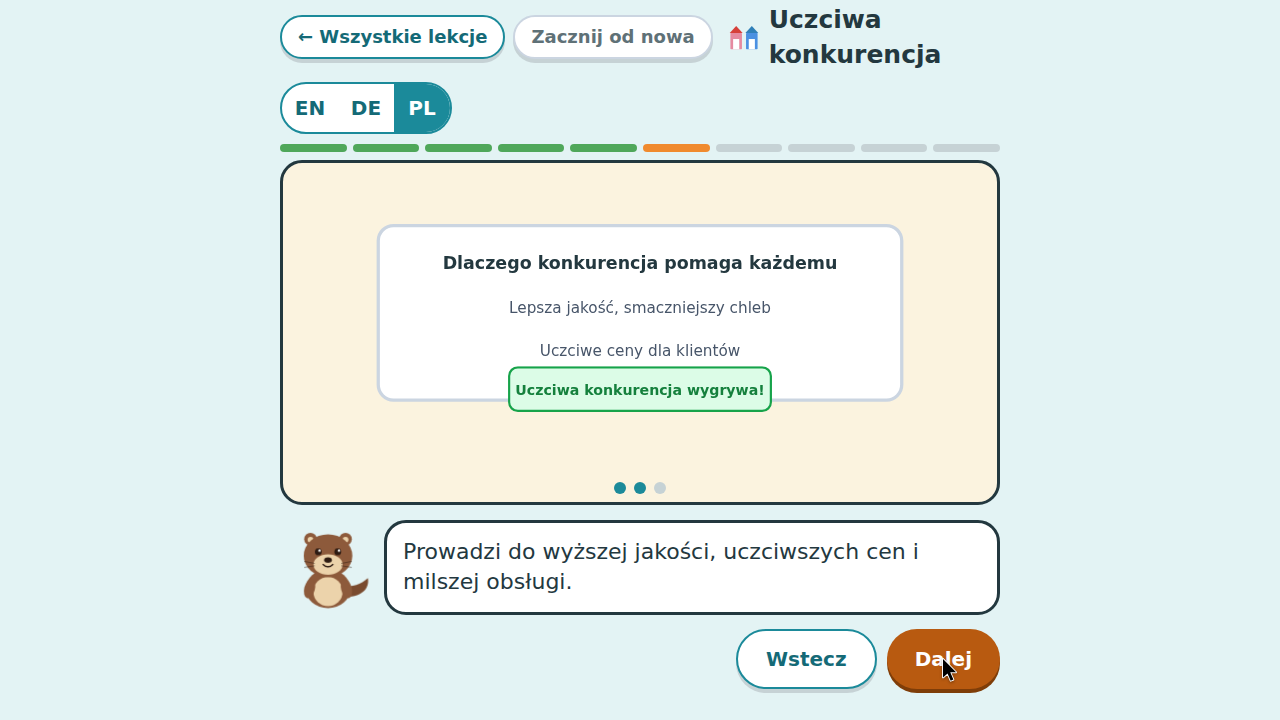 ← Wszystkie lekcje
Zacznij od nowa
Uczciwa
konkurencja
EN DE PL
Dlaczego konkurencja pomaga każdemu
Lepsza jakość, smaczniejszy chleb
Uczciwe ceny dla klientów
Uczciwa konkurencja wygrywa!
Prowadzi do wyższej jakości, uczciwszych cen i
milszej obsługi.
Wstecz
Dalej